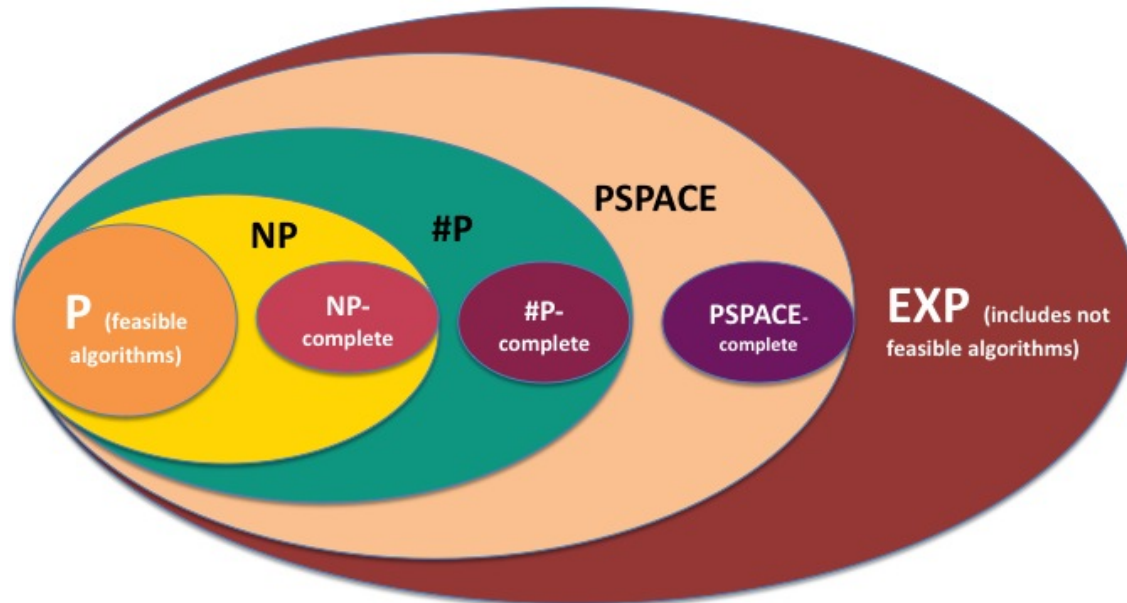 PSPACE
#P
NP
P (feasible
algorithms)
NP-
complete
#P-
complete
PSPACE-
complete
EXP (includes not
feasible algorithms)